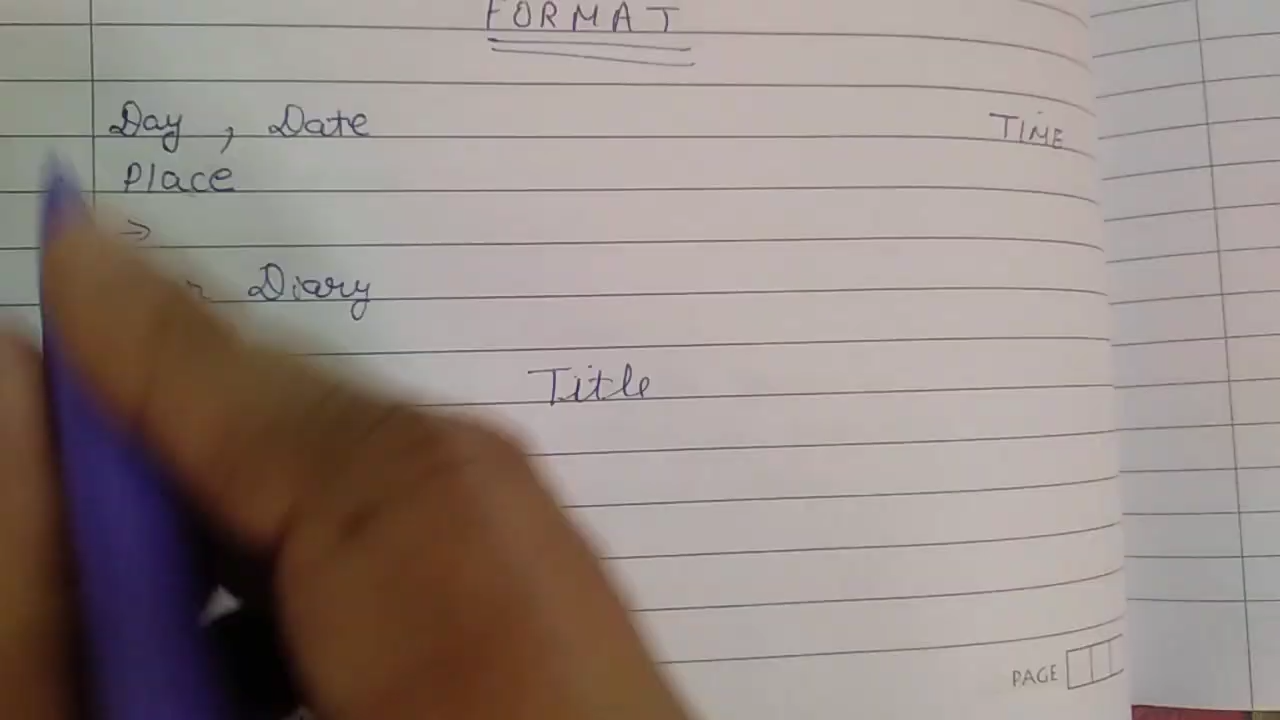 FORMAT
Day , Date TIME
Place
→
Diary
Title
PAGE